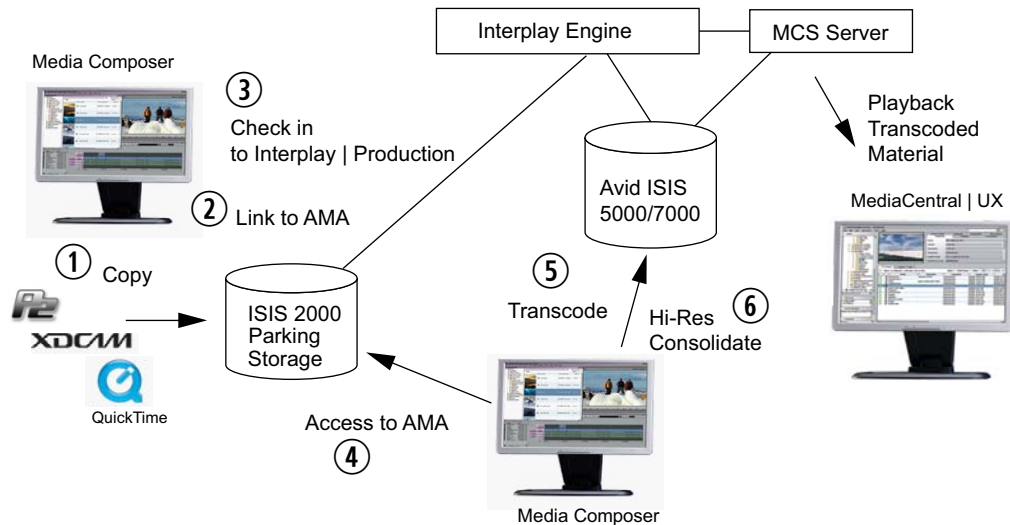 Interplay Engine
MCS Server
Media Composer
3
Check in
to Interplay | Production
Playback
Transcoded
Material
2
Link to AMA
Avid ISIS
5000/7000
MediaCentral | UX
1
Copy
5
Transcode
6
Hi-Res
Consolidate
P2
XDCAM
QuickTime
ISIS 2000
Parking
Storage
Access to AMA
4
Media Composer